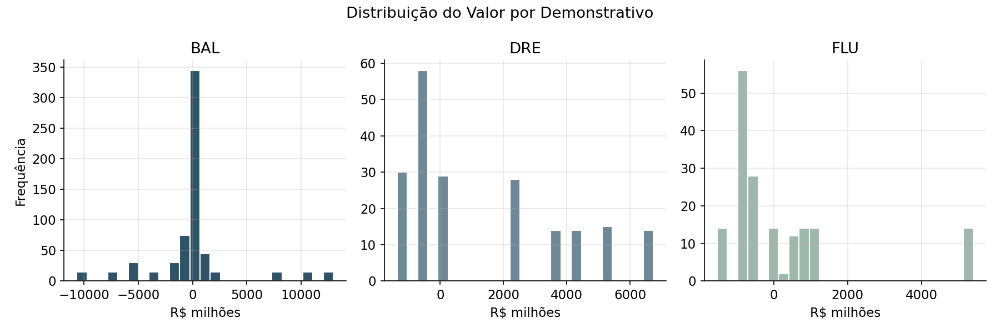 Distribuição do Valor por Demonstrativo
BAL
350
300
250
200
150
100
50
0
Frequência
−10000 −5000 0 5000 10000
R$ milhões
DRE
60
50
40
30
20
10
0
0 2000 4000 6000
R$ milhões
FLU
50
40
30
20
10
0
0 2000 4000
R$ milhões